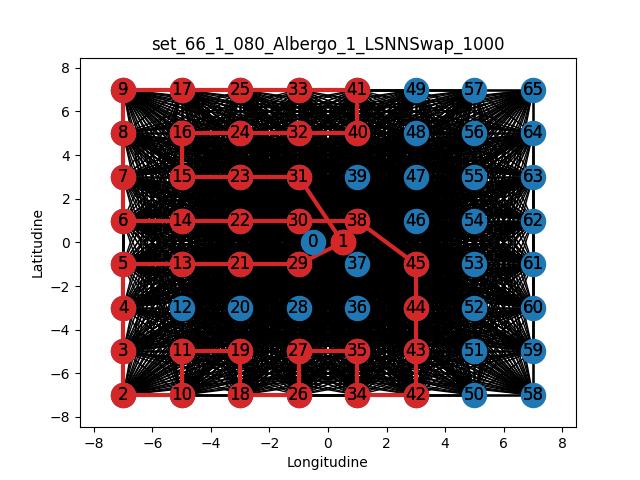 set_66_1_080_Albergo_1_LSNNSwap_1000
8
6
4
2
0
−2
−4
−6
−8
Latitudine
9 17 25 33 41 49 57 65
8 16 24 32 40 48 56 64
7 15 23 31 39 47 55 63
6 14 22 30 38 46 54 62
0 1
5 13 21 29 37 45 53 61
4 12 20 28 36 44 52 60
3 11 19 27 35 43 51 59
2 10 18 26 34 42 50 58
−8 −6 −4 −2 0 2 4 6 8
Longitudine